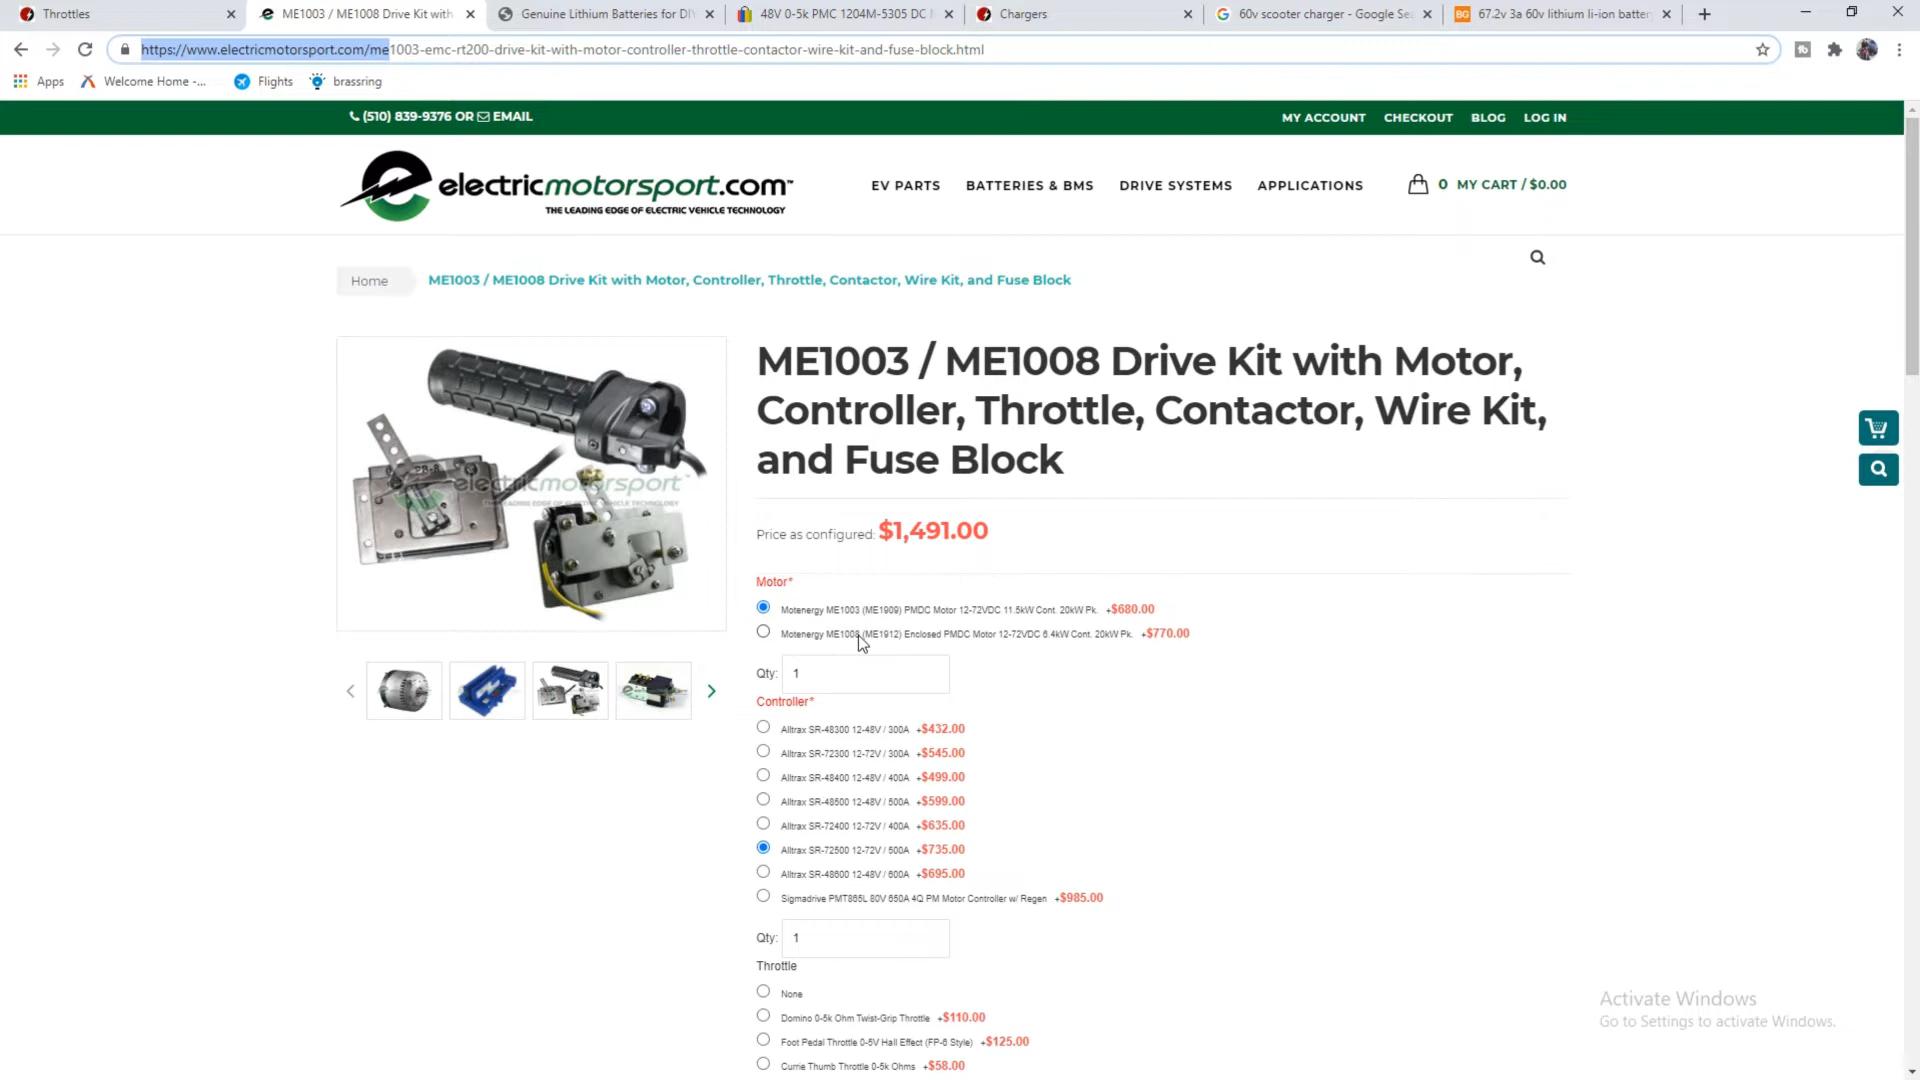 Throttles
ME1003 / ME1008 Drive Kit with
Genuine Lithium Batteries for DI
48V 0-5k PMC 1204M-5305 DC
Chargers
60v scooter charger - Google Se
67.2v 3a 60v lithium li-ion batter
https://www.electricmotorsport.com/me1003-emc-rt200-drive-kit-with-motor-controller-throttle-contactor-wire-kit-and-fuse-block.html
Apps
Welcome Home -...
Flights
brassring
(510) 839-9376 OR EMAIL
MY ACCOUNT CHECKOUT BLOG LOG IN
electricmotorsport.com™
THE LEADING EDGE OF ELECTRIC VEHICLE TECHNOLOGY
EV PARTS BATTERIES & BMS DRIVE SYSTEMS APPLICATIONS
0 MY CART / $0.00
Home
ME1003 / ME1008 Drive Kit with Motor, Controller, Throttle, Contactor, Wire Kit, and Fuse Block
electricmotorsport
ME1003 / ME1008 Drive Kit with Motor,
Controller, Throttle, Contactor, Wire Kit,
and Fuse Block
Price as configured: $1,491.00
Motor*
Motenergy ME1003 (ME1909) PMDC Motor 12-72VDC 11.5kW Cont. 20kW Pk. +$680.00
Motenergy ME1008 (ME1912) Enclosed PMDC Motor 12-72VDC 6.4kW Cont. 20kW Pk. +$770.00
Qty: 1
Controller*
Alltrax SR-48300 12-48V / 300A +$432.00
Alltrax SR-72300 12-72V / 300A +$545.00
Alltrax SR-48400 12-48V / 400A +$499.00
Alltrax SR-48500 12-48V / 500A +$599.00
Alltrax SR-72400 12-72V / 400A +$635.00
Alltrax SR-72500 12-72V / 500A +$735.00
Alltrax SR-48600 12-48V / 600A +$695.00
Sigmadrive PMT865L 80V 650A 4Q PM Motor Controller w/ Regen +$985.00
Qty: 1
Throttle
None
Domino 0-5k Ohm Twist-Grip Throttle +$110.00
Foot Pedal Throttle 0-5V Hall Effect (FP-6 Style) +$125.00
Currie Thumb Throttle 0-5k Ohms +$58.00
Activate Windows
Go to Settings to activate Windows.